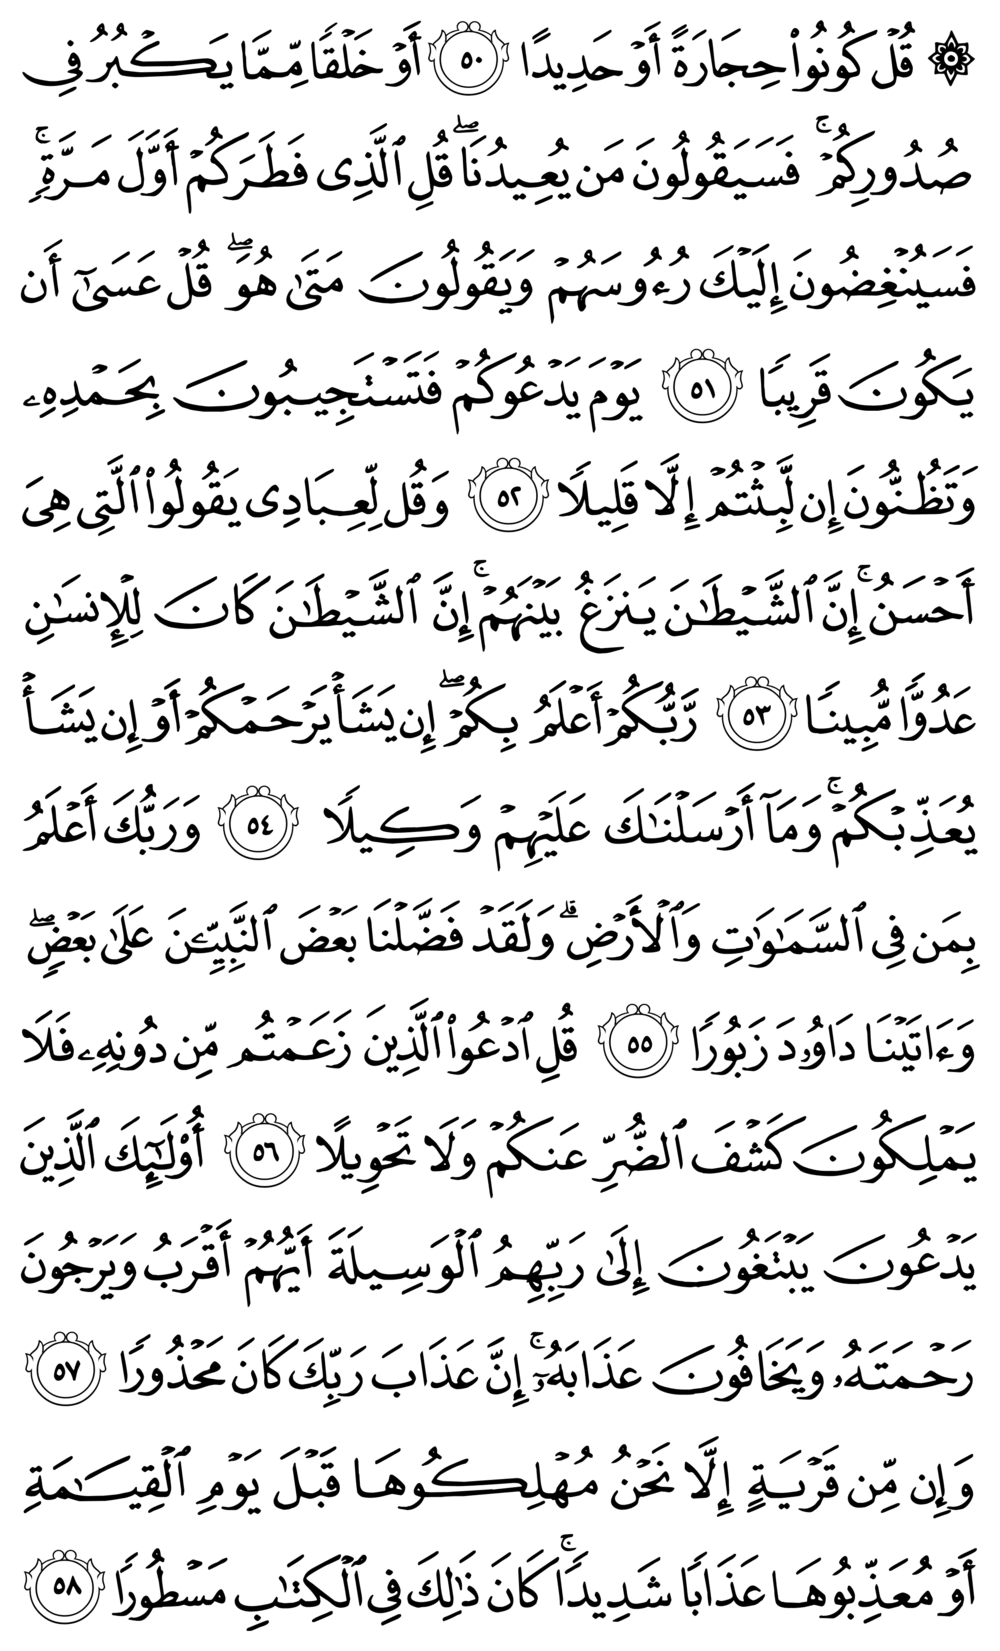 ۞ قُلۡ كُونُواْ حِجَارَةً أَوۡ حَدِيدًا ٥٠ أَوۡ خَلۡقٗا مِّمَّا يَكۡبُرُ فِي
صُدُورِكُمۡۚ فَسَيَقُولُونَ مَن يُعِيدُنَاۖ قُلِ ٱلَّذِي فَطَرَكُمۡ أَوَّلَ مَرَّةٖۚ
فَسَيُنۡغِضُونَ إِلَيۡكَ رُءُوسَهُمۡ وَيَقُولُونَ مَتَىٰ هُوَۖ قُلۡ عَسَىٰٓ أَن
يَكُونَ قَرِيبٗا ٥١ يَوۡمَ يَدۡعُوكُمۡ فَتَسۡتَجِيبُونَ بِحَمۡدِهِۦ
وَتَظُنُّونَ إِن لَّبِثۡتُمۡ إِلَّا قَلِيلٗا ٥٢ وَقُل لِّعِبَادِي يَقُولُواْ ٱلَّتِي هِيَ
أَحۡسَنُۚ إِنَّ ٱلشَّيۡطَٰنَ يَنزَغُ بَيۡنَهُمۡۚ إِنَّ ٱلشَّيۡطَٰنَ كَانَ لِلۡإِنسَٰنِ
عَدُوّٗا مُّبِينٗا ٥٣ رَّبُّكُمۡ أَعۡلَمُ بِكُمۡۖ إِن يَشَأۡ يَرۡحَمۡكُمۡ أَوۡ إِن يَشَأۡ
يُعَذِّبۡكُمۡۚ وَمَآ أَرۡسَلۡنَٰكَ عَلَيۡهِمۡ وَكِيلٗا ٥٤ وَرَبُّكَ أَعۡلَمُ
بِمَن فِي ٱلسَّمَٰوَٰتِ وَٱلۡأَرۡضِۗ وَلَقَدۡ فَضَّلۡنَا بَعۡضَ ٱلنَّبِيِّـۧنَ عَلَىٰ بَعۡضٖۖ
وَءَاتَيۡنَا دَاوُۥدَ زَبُورٗا ٥٥ قُلِ ٱدۡعُواْ ٱلَّذِينَ زَعَمۡتُم مِّن دُونِهِۦ فَلَا
يَمۡلِكُونَ كَشۡفَ ٱلضُّرِّ عَنكُمۡ وَلَا تَحۡوِيلًا ٥٦ أُوْلَٰٓئِكَ ٱلَّذِينَ
يَدۡعُونَ يَبۡتَغُونَ إِلَىٰ رَبِّهِمُ ٱلۡوَسِيلَةَ أَيُّهُمۡ أَقۡرَبُ وَيَرۡجُونَ
رَحۡمَتَهُۥ وَيَخَافُونَ عَذَابَهُۥٓۚ إِنَّ عَذَابَ رَبِّكَ كَانَ مَحۡذُورٗا ٥٧
وَإِن مِّن قَرۡيَةٍ إِلَّا نَحۡنُ مُهۡلِكُوهَا قَبۡلَ يَوۡمِ ٱلۡقِيَٰمَةِ
أَوۡ مُعَذِّبُوهَا عَذَابٗا شَدِيدٗاۚ كَانَ ذَٰلِكَ فِي ٱلۡكِتَٰبِ مَسۡطُورٗا ٥٨